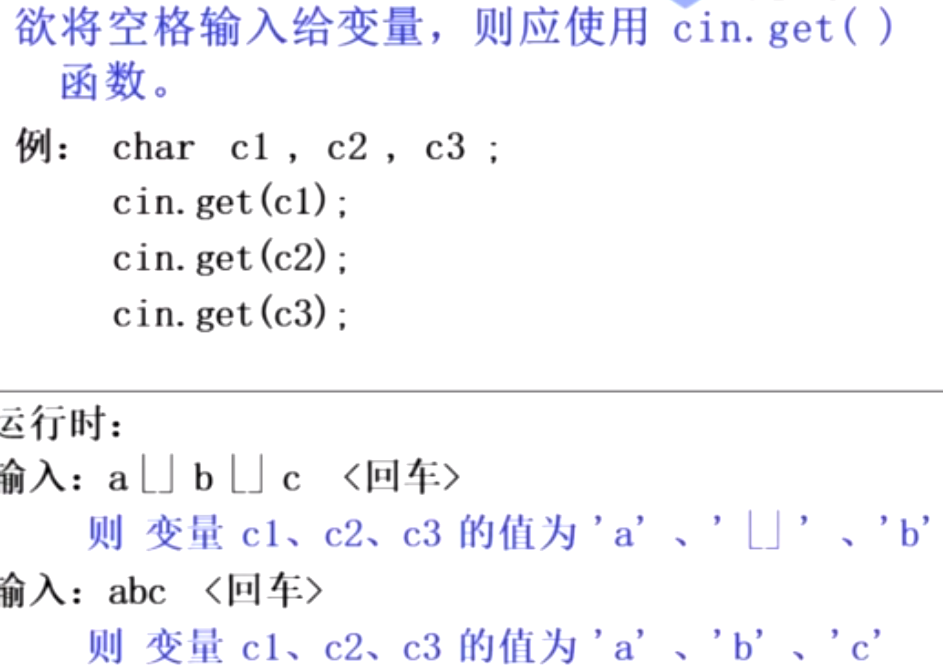 欲将空格输入给变量，则应使用 cin.get( )
函数。
例： char c1 , c2 , c3 ;
cin.get(c1);
cin.get(c2);
cin.get(c3);
运行时：
输入：a ⌴ b ⌴ c <回车>
则 变量 c1、c2、c3 的值为 'a' 、' ⌴ ' 、'b'
输入：abc <回车>
则 变量 c1、c2、c3 的值为 'a' 、'b' 、'c'